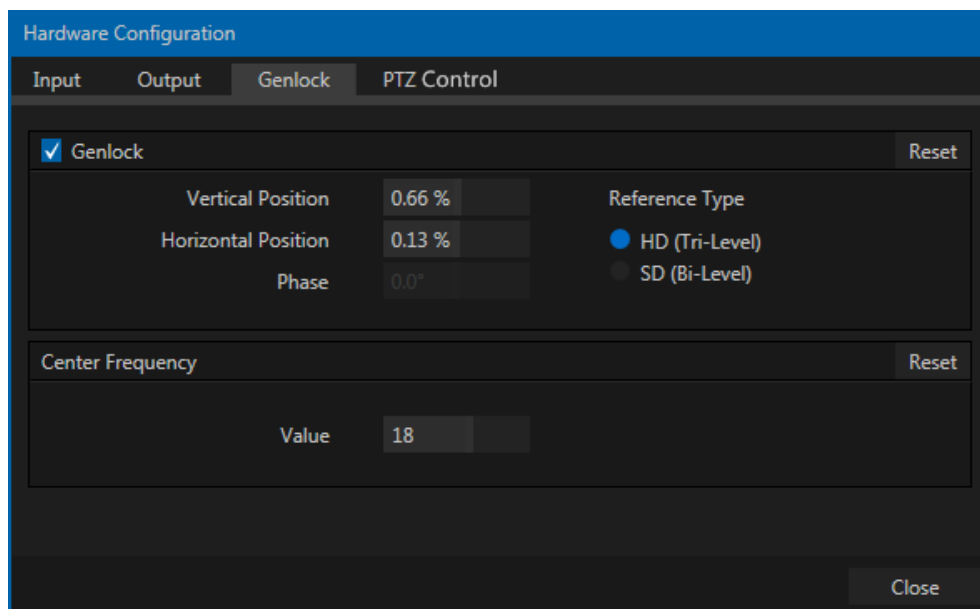 Hardware Configuration
Input Output Genlock PTZ Control
Genlock Reset
Vertical Position 0.66 % Reference Type
Horizontal Position 0.13 % HD (Tri-Level)
Phase 0.0° SD (Bi-Level)
Center Frequency Reset
Value 18
Close